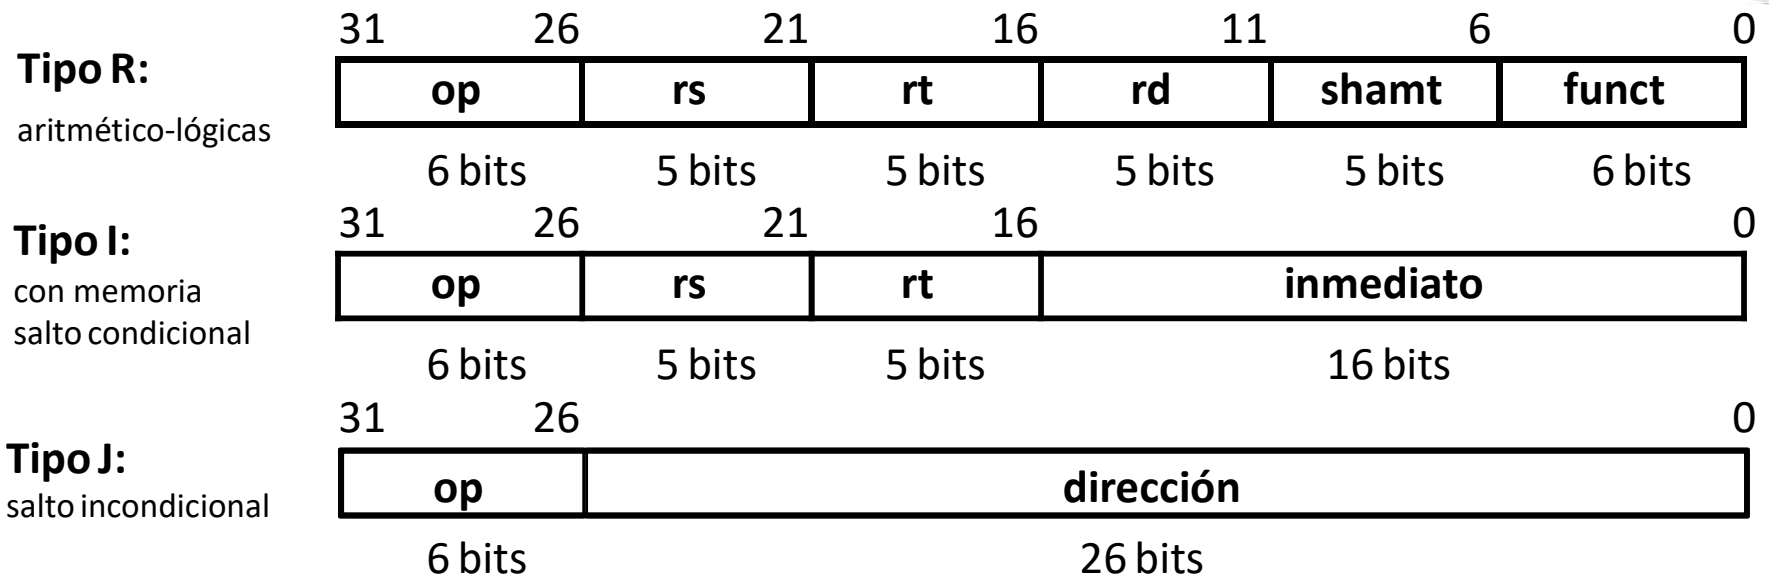 31 26 21 16 11 6 0
Tipo R:
op rs rt rd shamt funct
aritmético-lógicas
6 bits 5 bits 5 bits 5 bits 5 bits 6 bits
31 26 21 16 0
Tipo I:
op rs rt inmediato
con memoria
salto condicional
6 bits 5 bits 5 bits 16 bits
31 26 0
Tipo J:
op dirección
salto incondicional
6 bits 26 bits